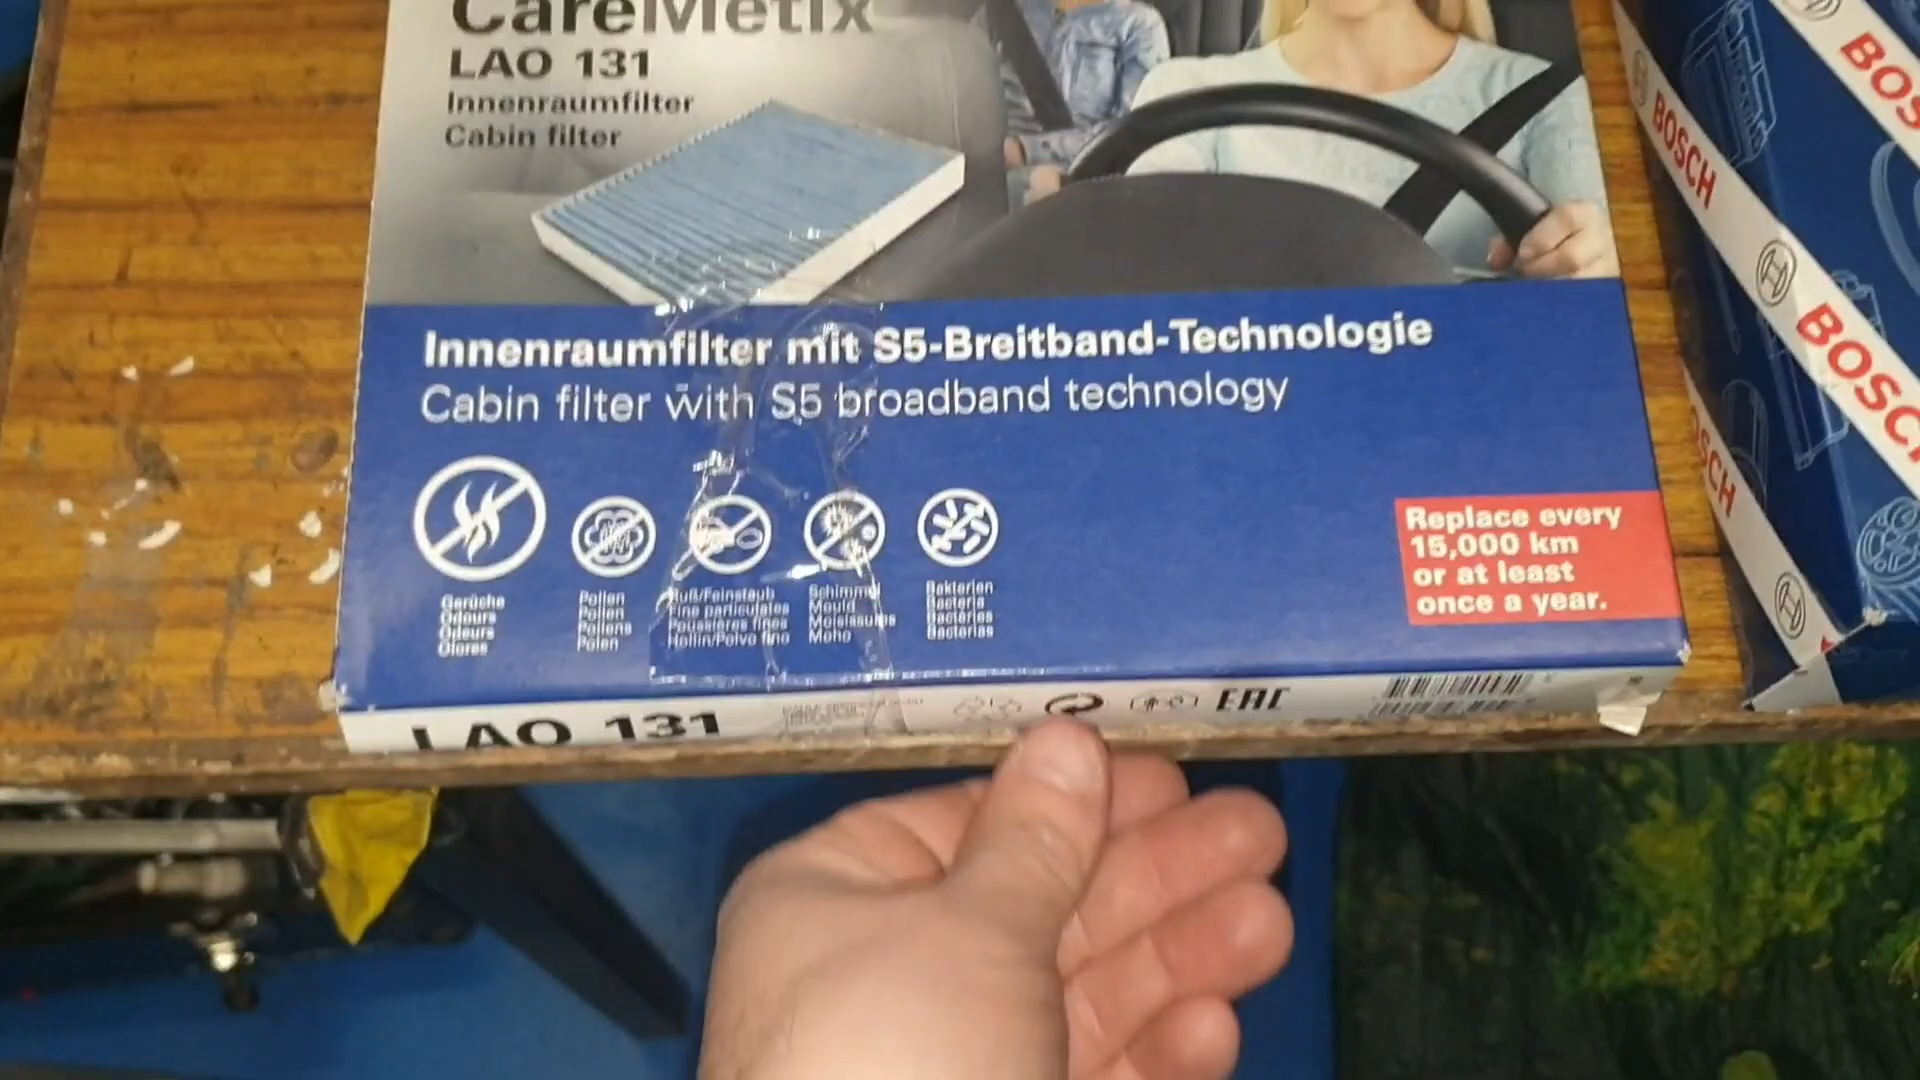 CareMetix
LAO 131
Innenraumfilter
Cabin filter
Innenraumfilter mit S5-Breitband-Technologie
Cabin filter with S5 broadband technology
Gerüche
Odours
Odeurs
Olores
Pollen
Pollen
Pollens
Polen
Ruß/Feinstaub
Fine particulates
Poussières fines
Hollín/Polvo fino
Schimmel
Mould
Moisissures
Moho
Bakterien
Bacteria
Bactéries
Bacterias
Replace every
15,000 km
or at least
once a year.
LAO 131
EAC
BOSCH
BOSCH
BOSCH